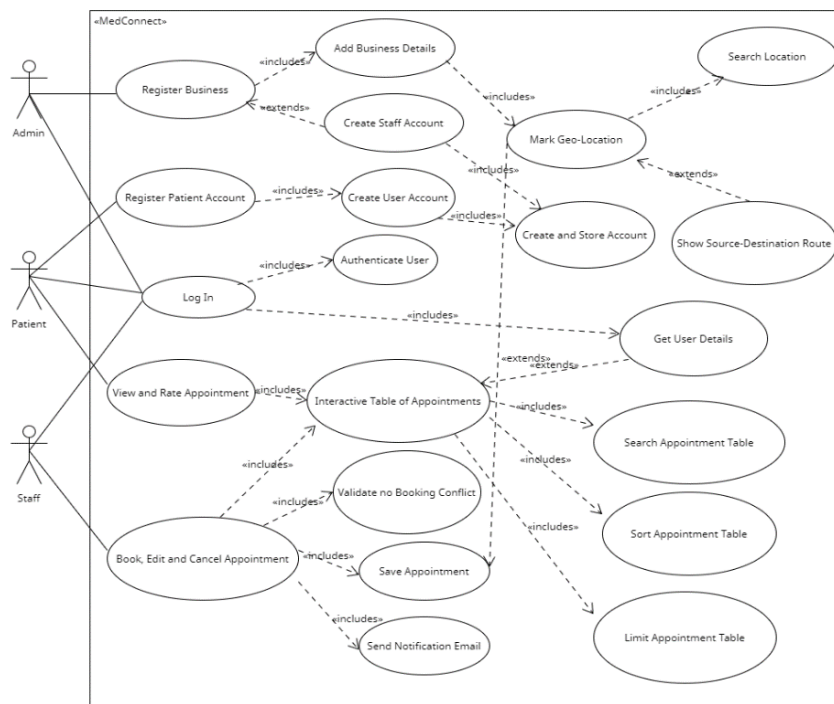 «MedConnect»
Add Business Details
Search Location
«includes»
Register Business
«includes»
«includes»
Admin
«extends»
Create Staff Account
Mark Geo-Location
«includes»
«extends»
Register Patient Account
«includes»
Create User Account
«includes»
Create and Store Account
Show Source-Destination Route
Authenticate User
«includes»
Patient
Log In
«includes»
Get User Details
«extends»
«extends»
View and Rate Appointment
«includes»
Interactive Table of Appointments
«includes»
Search Appointment Table
«includes»
Staff
«includes»
Validate no Booking Conflict
«includes»
«includes»
Sort Appointment Table
Book, Edit and Cancel Appointment
«includes»
Save Appointment
«includes»
Send Notification Email
Limit Appointment Table